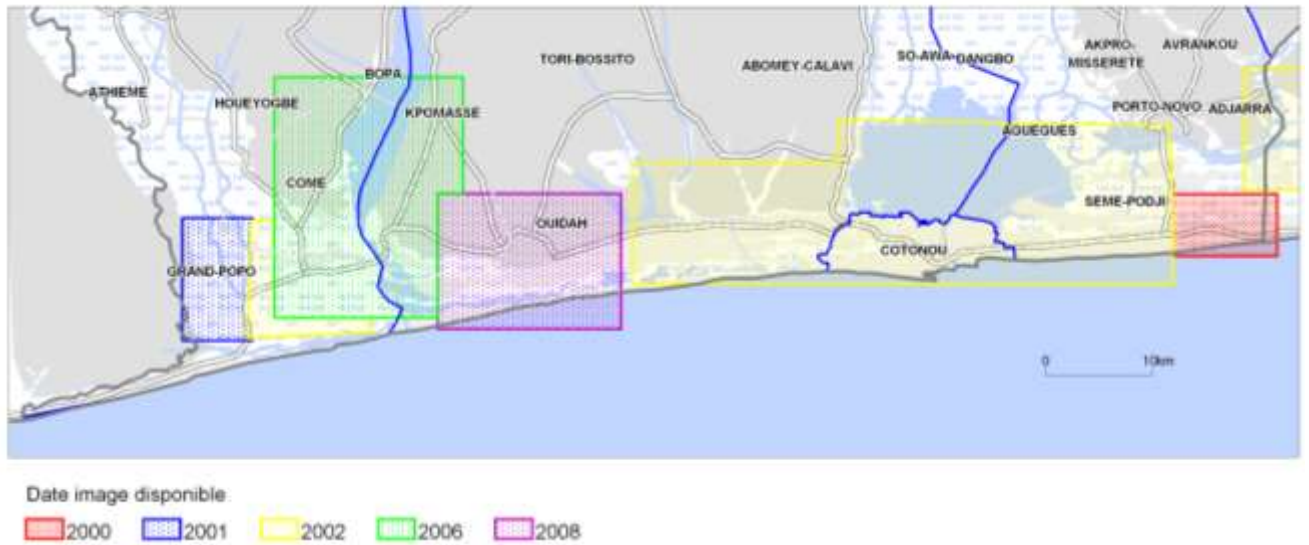 ATHIEME
HOUEYOGBE
BOPA
KPOMASSE
TORI-BOSSITO
ABOMEY-CALAVI
SO-AWA
DANGBO
AKPRO-
MISSERETE
AVRANKOU
PORTO-NOVO
ADJARRA
AGUEGUES
COME
GRAND-POPO
OUIDAH
COTONOU
SEME-PODJI
0 10km
Date image disponible
2000 2001 2002 2006 2008